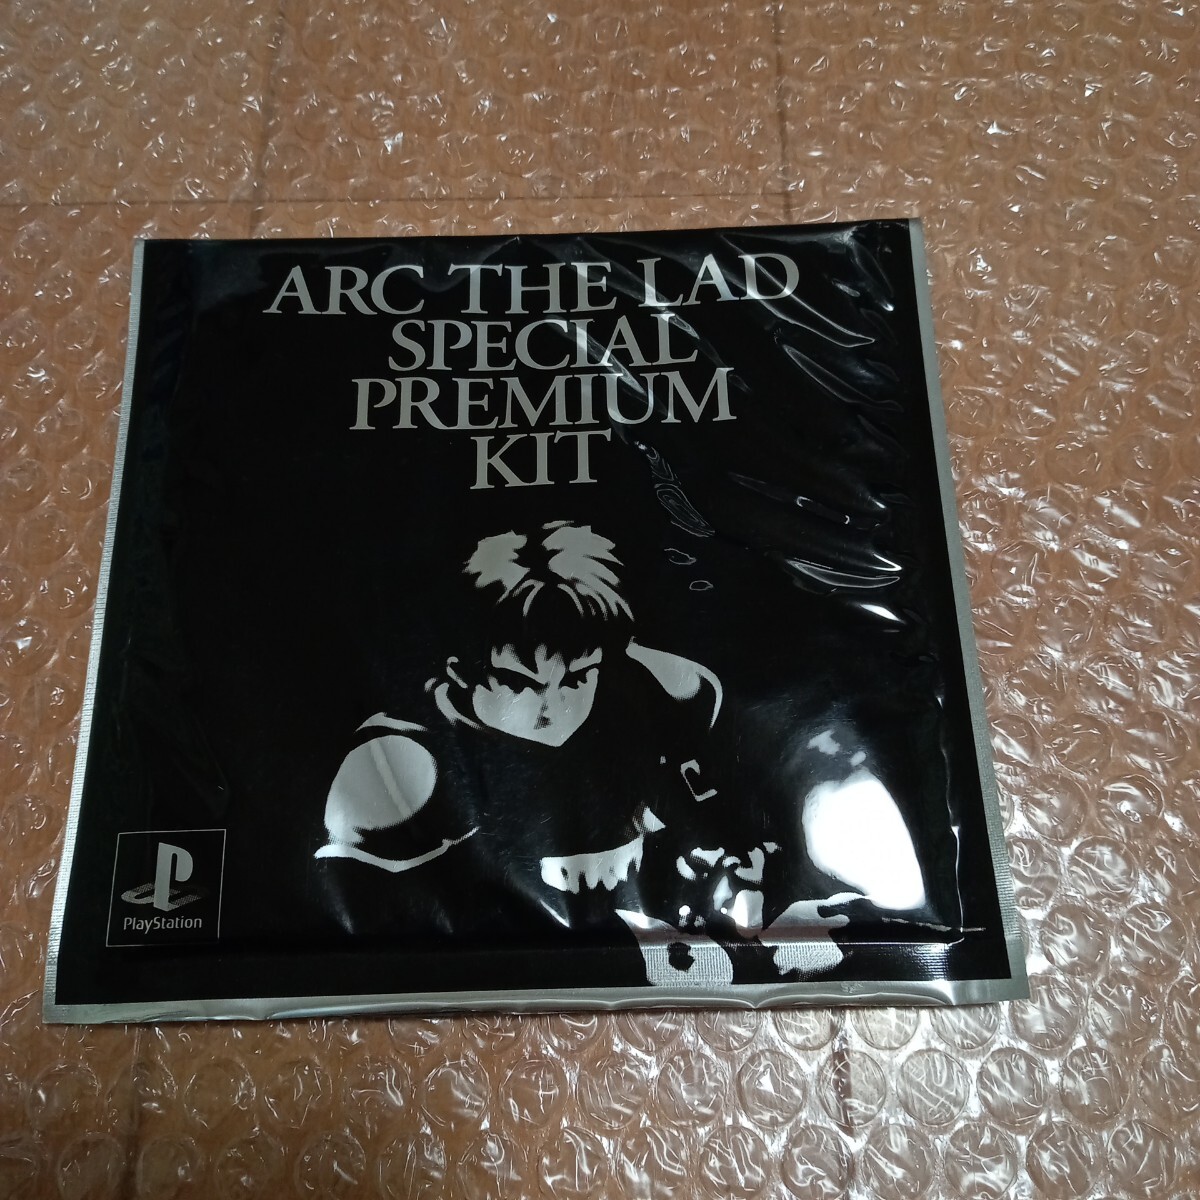 ARC THE LAD
SPECIAL
PREMIUM
KIT
PlayStation